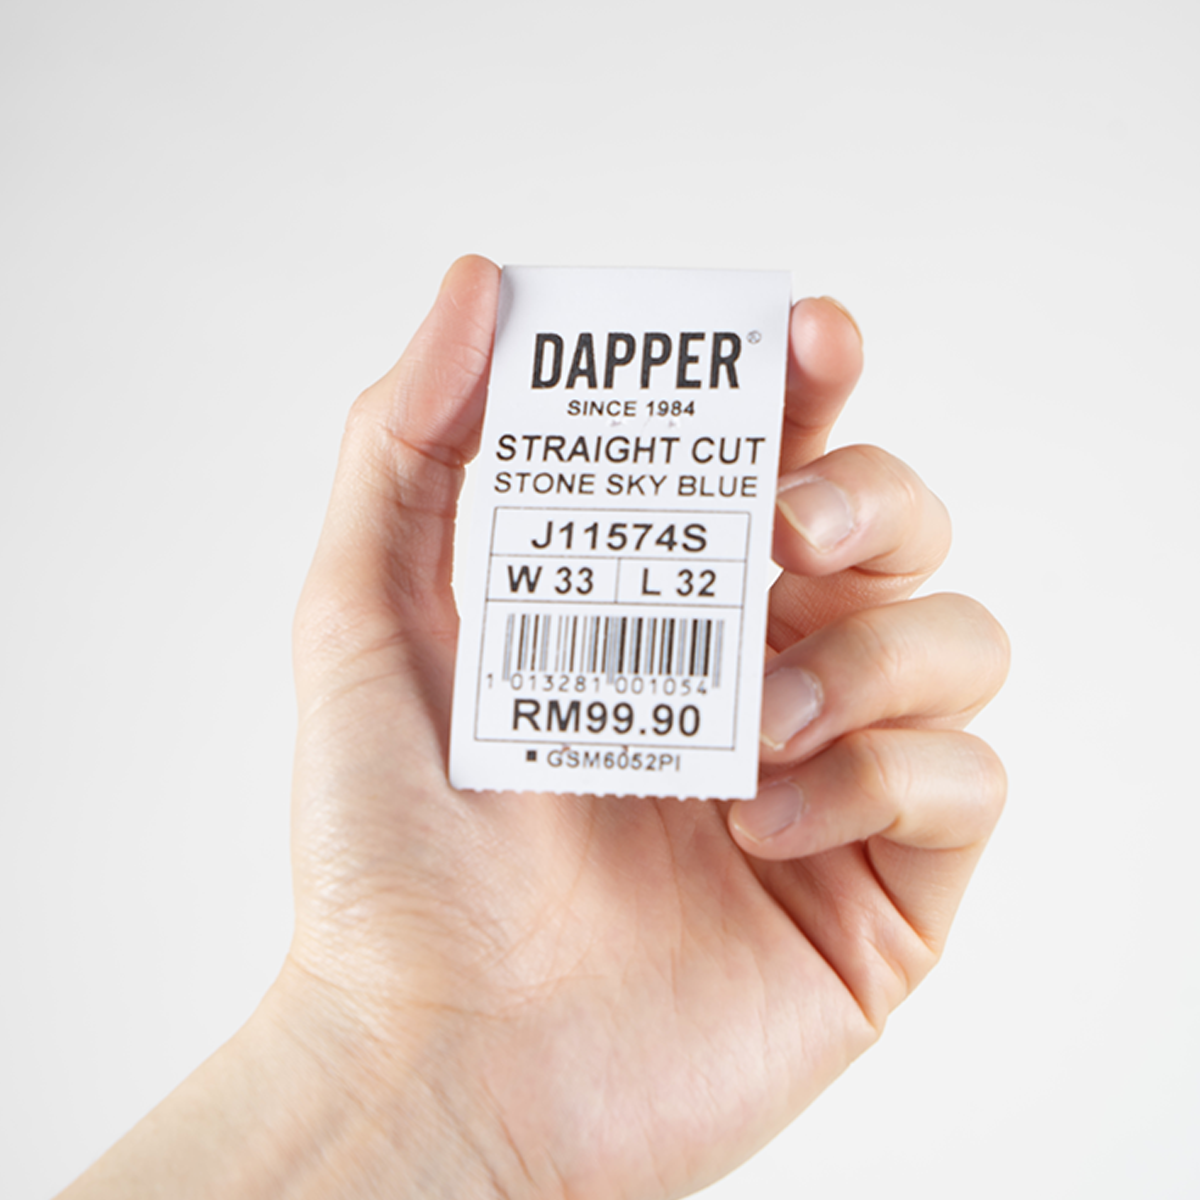 DAPPER®
SINCE 1984
STRAIGHT CUT
STONE SKY BLUE
J11574S
W 33 L 32
1 013281 001054
RM99.90
■ GSM6052PI